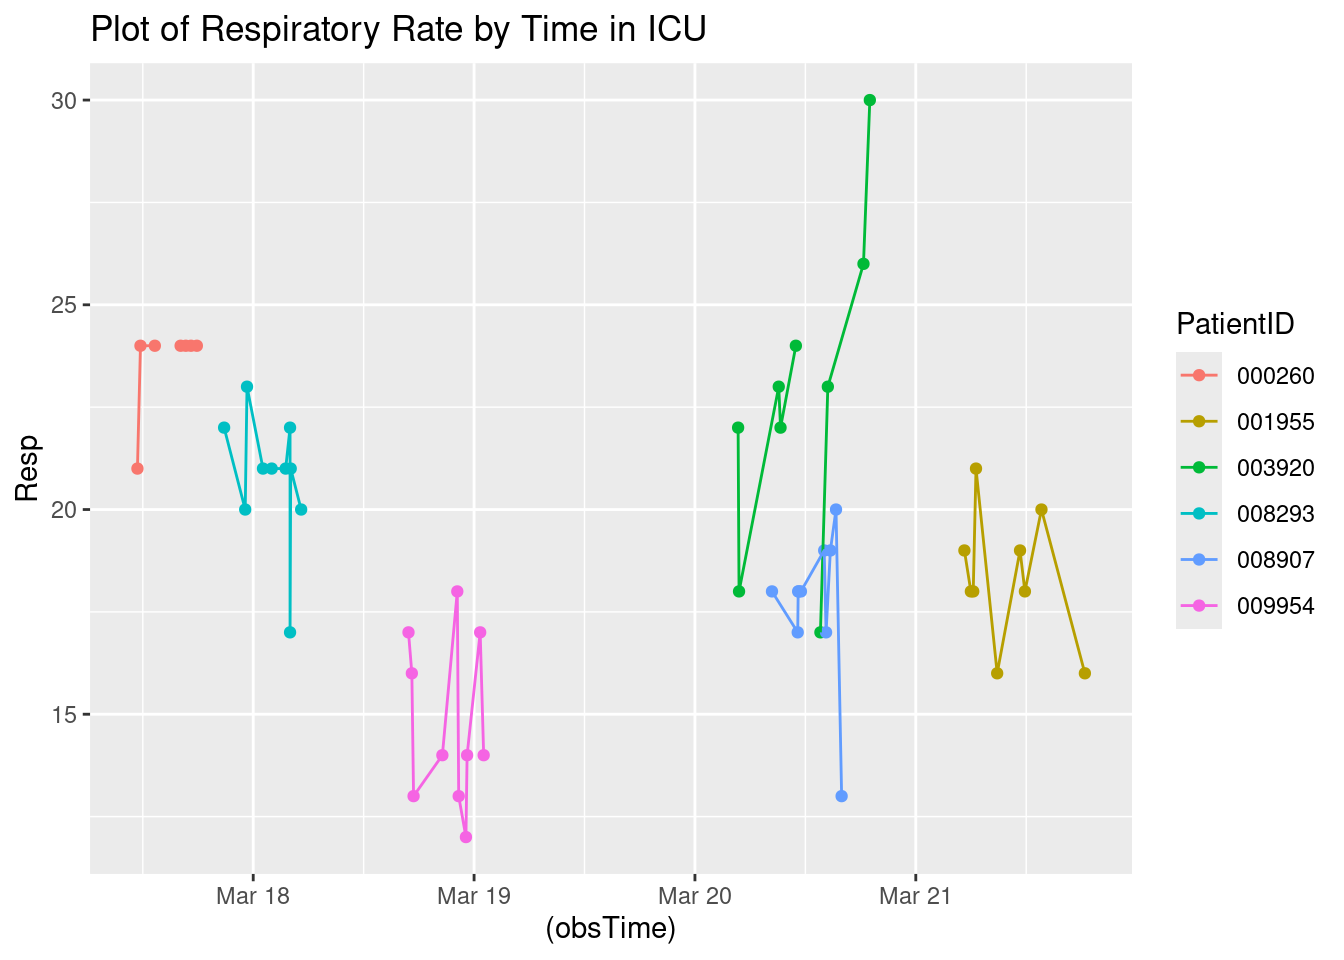 Plot of Respiratory Rate by Time in ICU
30
25
20
15
Resp
Mar 18
Mar 19
Mar 20
Mar 21
(obsTime)
PatientID
000260
001955
003920
008293
008907
009954